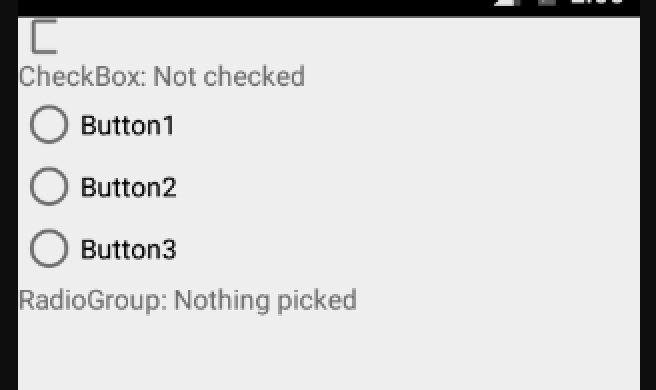 CheckBox: Not checked
Button1
Button2
Button3
RadioGroup: Nothing picked